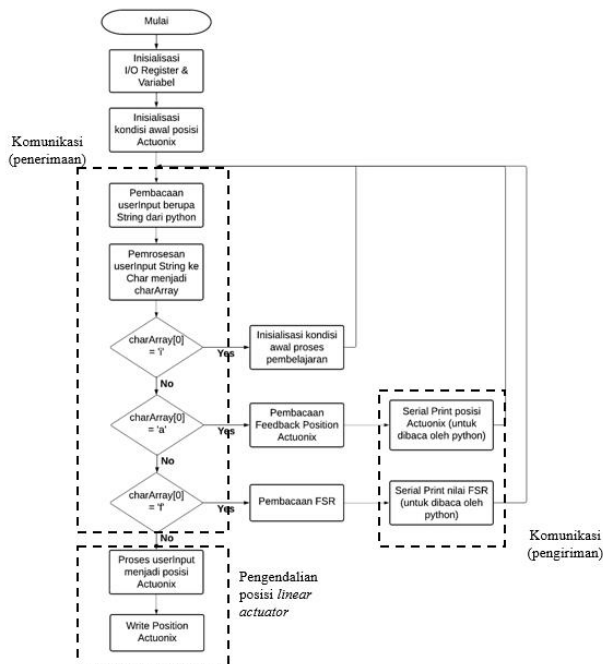 Mulai
Inisialisasi
I/O Register &
Variabel
Inisialisasi
kondisi awal posisi
Actuonix
Komunikasi
(penerimaan)
Pembacaan
userInput berupa
String dari python
Pemrosesan
userInput String ke
Char menjadi
charArray
charArray[0]
= 'i'
Yes
Inisialisasi kondisi
awal proses
pembelajaran
No
charArray[0]
= 'a'
Yes
Pembacaan
Feedback Position
Actuonix
Serial Print posisi
Actuonix (untuk
dibaca oleh python)
No
charArray[0]
= 'f'
Yes
Pembacaan FSR
Serial Print nilai FSR
(untuk dibaca oleh
python)
Komunikasi
(pengiriman)
No
Proses userInput
menjadi posisi
Actuonix
Pengendalian
posisi linear
actuator
Write Position
Actuonix